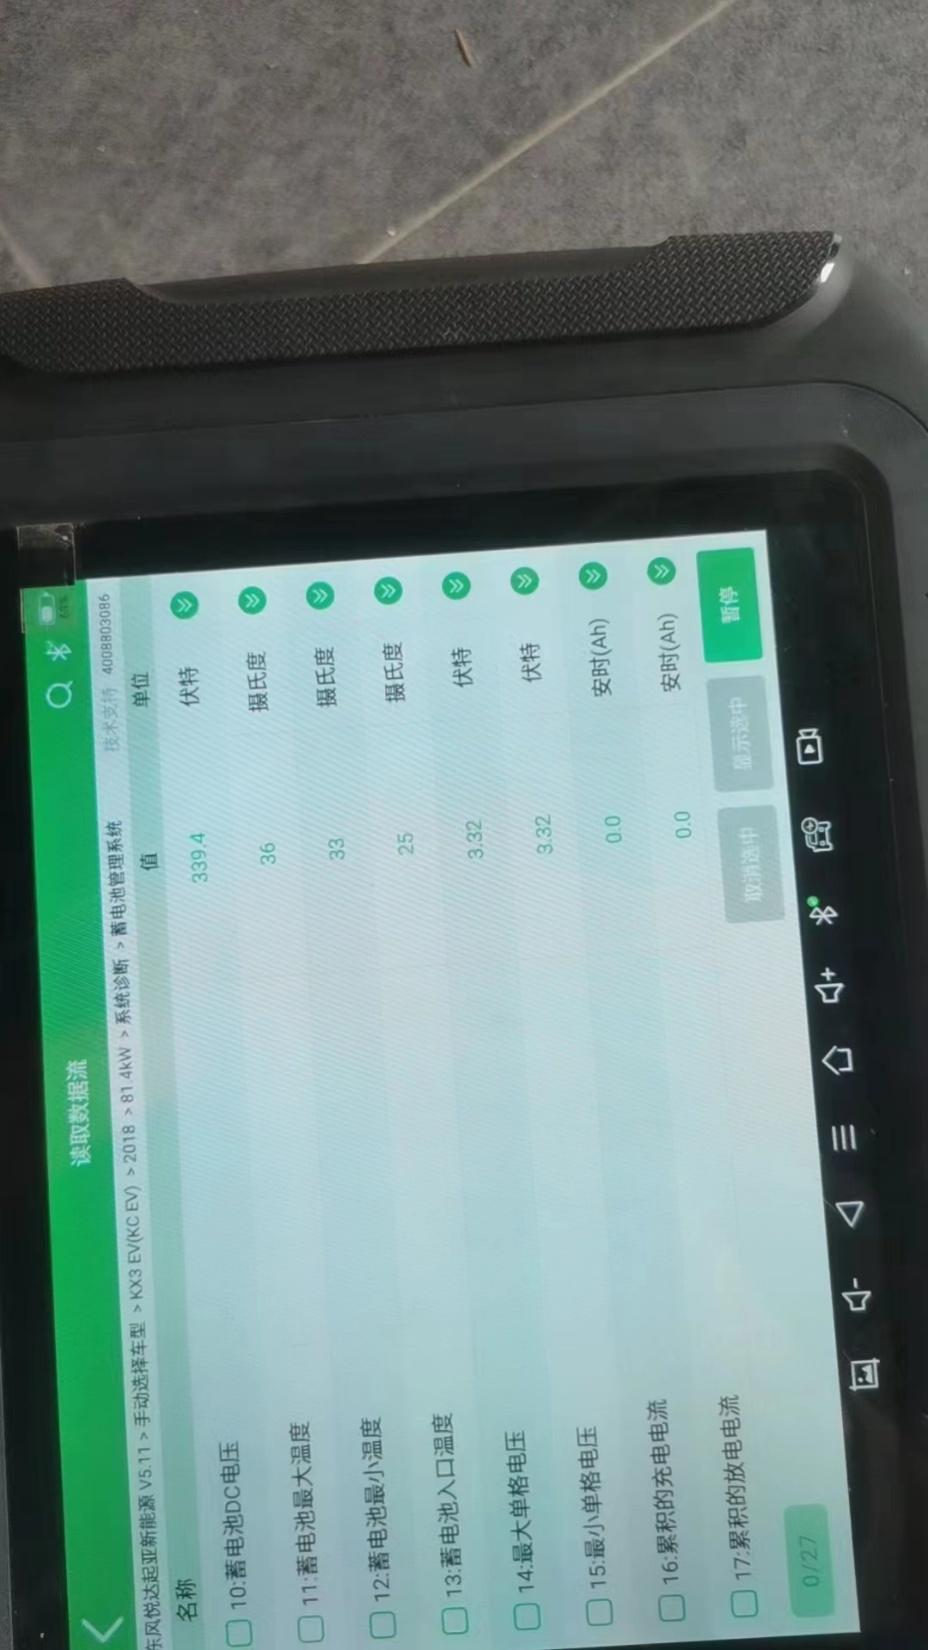 64%
读取数据流
东风悦达起亚新能源 V5.11 > 手动选择车型 > KX3 EV(KC EV) > 2018 > 81.4kW > 系统诊断 > 蓄电池管理系统 技术支持 4008803086
名称 值 单位
10:蓄电池DC电压 339.4 伏特
11:蓄电池最大温度 36 摄氏度
12:蓄电池最小温度 33 摄氏度
13:蓄电池入口温度 25 摄氏度
14:最大单格电压 3.32 伏特
15:最小单格电压 3.32 伏特
16:累积的充电电流 0.0 安时(Ah)
17:累积的放电电流 0.0 安时(Ah)
0/27 取消选中 显示选中 暂停